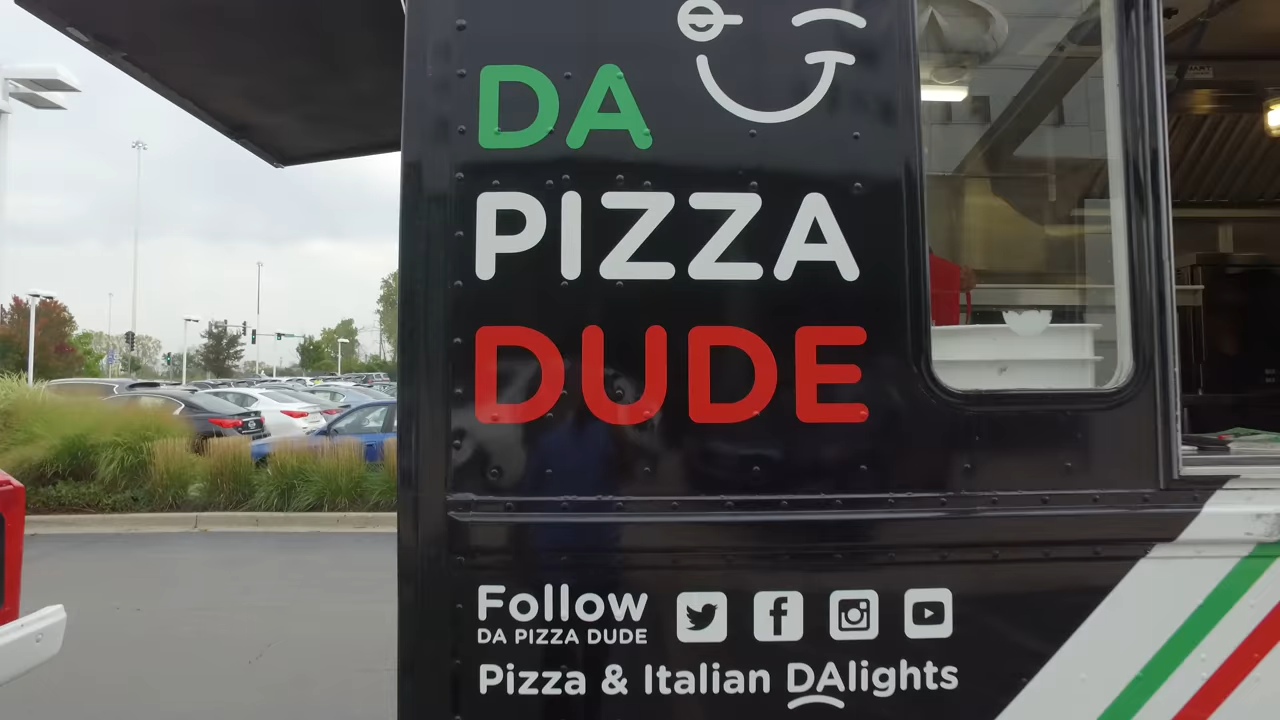 DA
PIZZA
DUDE
Follow
DA PIZZA DUDE
Pizza & Italian DAlights